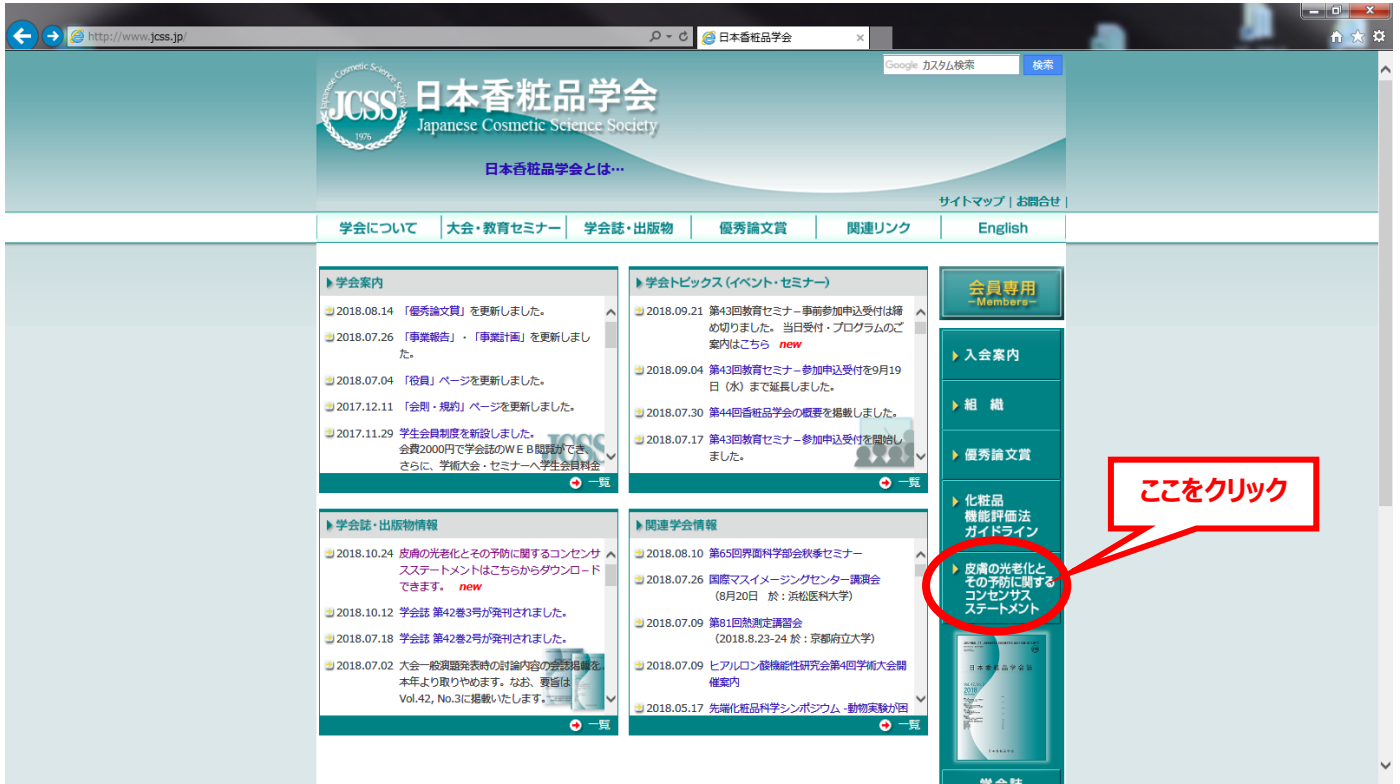 http://www.jcss.jp/
日本香粧品学会
Google カスタム検索
検索
Japanese Cosmetic Science Society
JCSS
1976
日本香粧品学会
Japanese Cosmetic Science Society
日本香粧品学会とは…
サイトマップ | お問合せ |
学会について
大会・教育セミナー
学会誌・出版物
優秀論文賞
関連リンク
English
学会案内
2018.08.14 「優秀論文賞」を更新しました。
2018.07.26 「事業報告」・「事業計画」を更新しまし
た。
2018.07.04 「役員」ページを更新しました。
2017.12.11 「会則・規約」ページを更新しました。
2017.11.29 学生会員制度を新設しました。
会費2000円で学会誌のWEB閲覧ができ、
さらに、学術大会・セミナーへ学生会員料金
JCSS
一覧
学会トピックス(イベント・セミナー)
2018.09.21 第43回教育セミナー事前参加申込受付は締
め切りました。 当日受付・プログラムのご
案内はこちら new
2018.09.04 第43回教育セミナー参加申込受付を9月19
日(水)まで延長しました。
2018.07.30 第44回香粧品学会の概要を掲載しました。
2018.07.17 第43回教育セミナー参加申込受付を開始し
ました。
一覧
学会誌・出版物情報
2018.10.24 皮膚の光老化とその予防に関するコンセンサ
スステートメントはこちらからダウンロード
できます。 new
2018.10.12 学会誌 第42巻3号が発刊されました。
2018.07.18 学会誌 第42巻2号が発刊されました。
2018.07.02 大会一般演題発表時の討論内容の会誌掲載を、
本年より取りやめます。なお、要旨は
Vol.42, No.3に掲載いたします。
一覧
関連学会情報
2018.08.10 第65回界面科学部会秋季セミナー
2018.07.26 国際マスイメージングセンター講演会
(8月20日 於:浜松医科大学)
2018.07.09 第81回熱測定講習会
(2018.8.23-24 於:京都府立大学)
2018.07.09 ヒアルロン酸機能性研究会第4回学術大会開
催案内
2018.05.17 先端化粧品科学シンポジウム -動物実験が困
一覧
会員専用
-Members-
入会案内
組 織
優秀論文賞
化粧品
機能評価法
ガイドライン
皮膚の光老化と
その予防に関する
コンセンサス
ステートメント
日本香粧品学会誌
2018
学会誌
ここをクリック